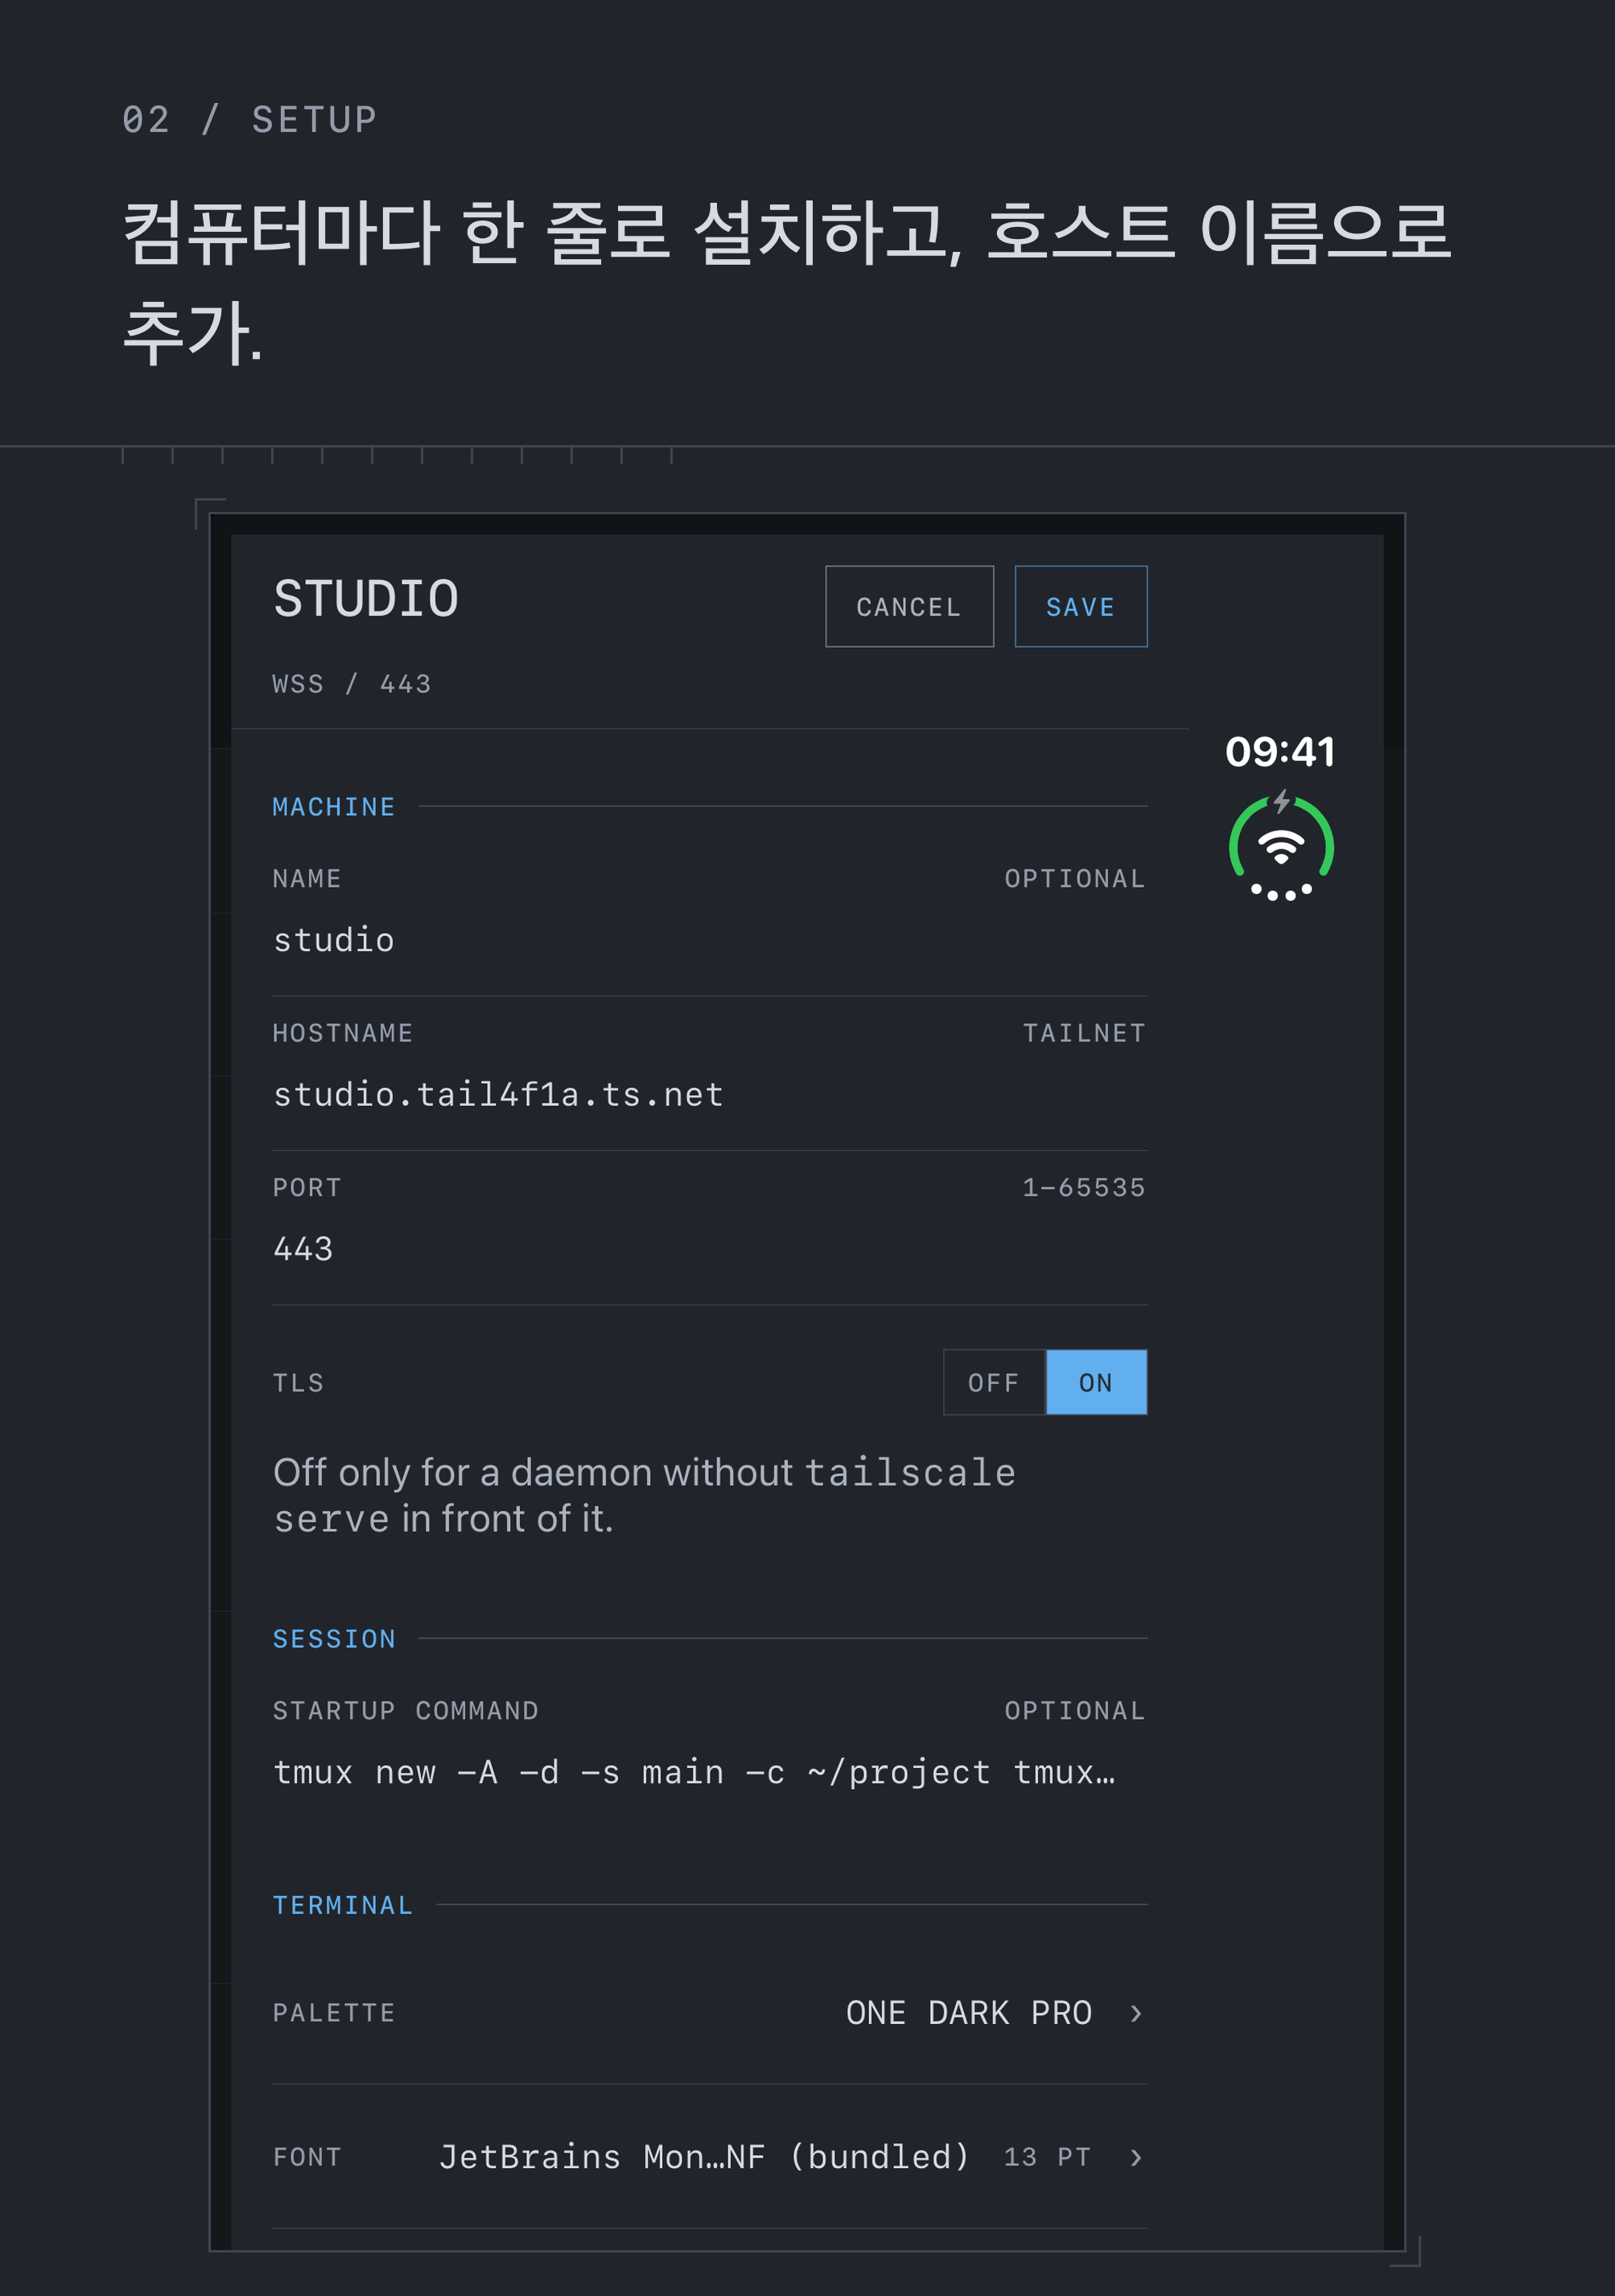 02 / SETUP
컴퓨터마다 한 줄로 설치하고, 호스트 이름으로
추가.
STUDIO
CANCEL
SAVE
WSS / 443
09:41
MACHINE
NAME
OPTIONAL
studio
HOSTNAME
TAILNET
studio.tail4f1a.ts.net
PORT
1–65535
443
TLS
OFF
ON
Off only for a daemon without tailscale
serve in front of it.
SESSION
STARTUP COMMAND
OPTIONAL
tmux new -A -d -s main -c ~/project tmux…
TERMINAL
PALETTE
ONE DARK PRO ›
FONT
JetBrains Mon…NF (bundled) 13 PT ›